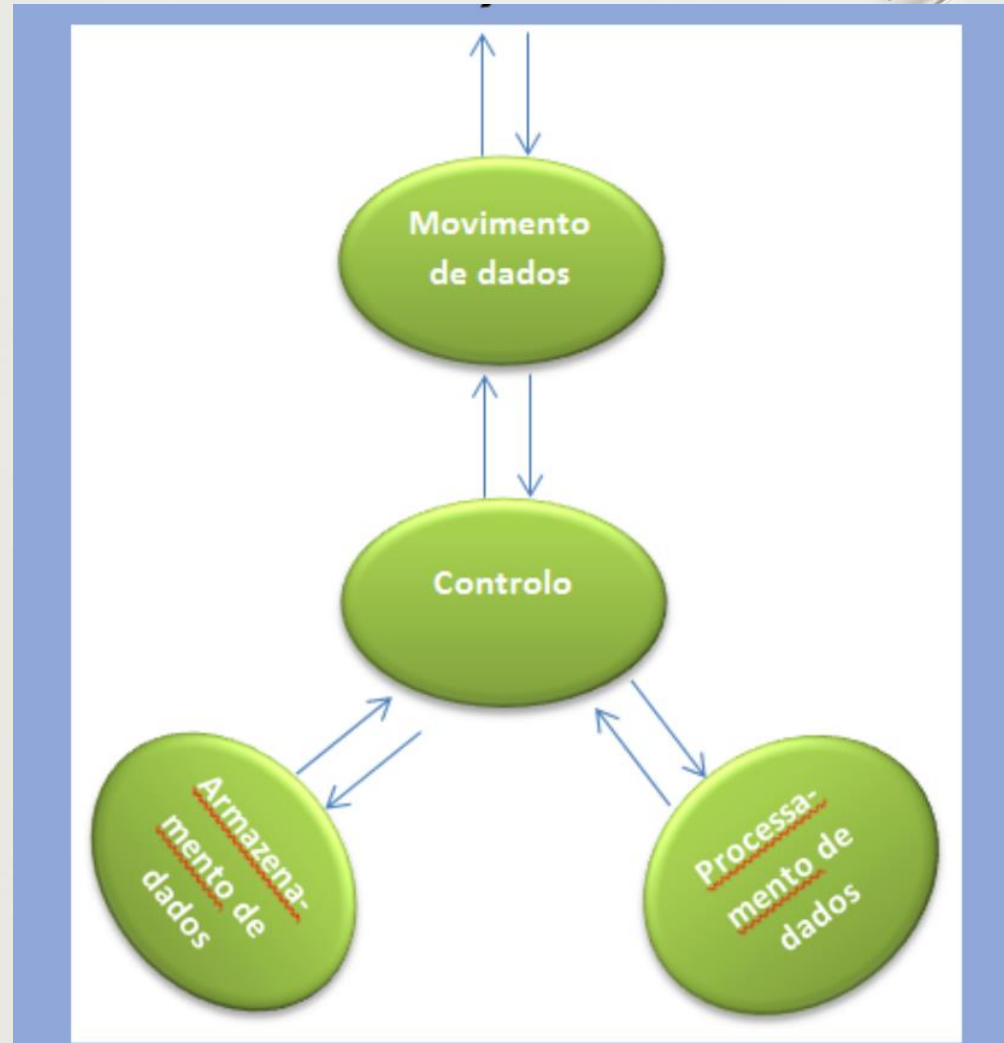 Movimento
de dados
Controlo
Armazena-
mento de
dados
Processa-
mento de
dados